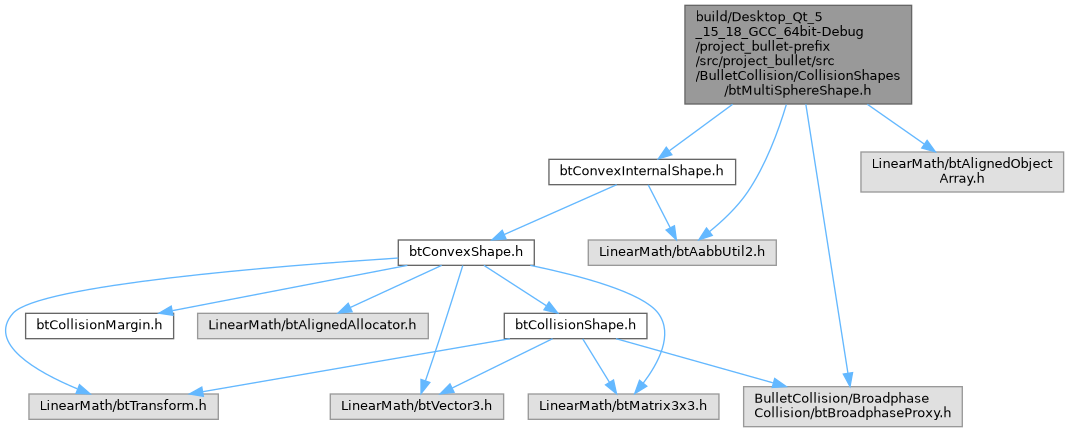 build/Desktop_Qt_5
_15_18_GCC_64bit-Debug
/project_bullet-prefix
/src/project_bullet/src
/BulletCollision/CollisionShapes
/btMultiSphereShape.h
btConvexInternalShape.h
LinearMath/btAlignedObject
Array.h
btConvexShape.h
LinearMath/btAabbUtil2.h
btCollisionMargin.h
LinearMath/btAlignedAllocator.h
btCollisionShape.h
LinearMath/btTransform.h
LinearMath/btVector3.h
LinearMath/btMatrix3x3.h
BulletCollision/Broadphase
Collision/btBroadphaseProxy.h